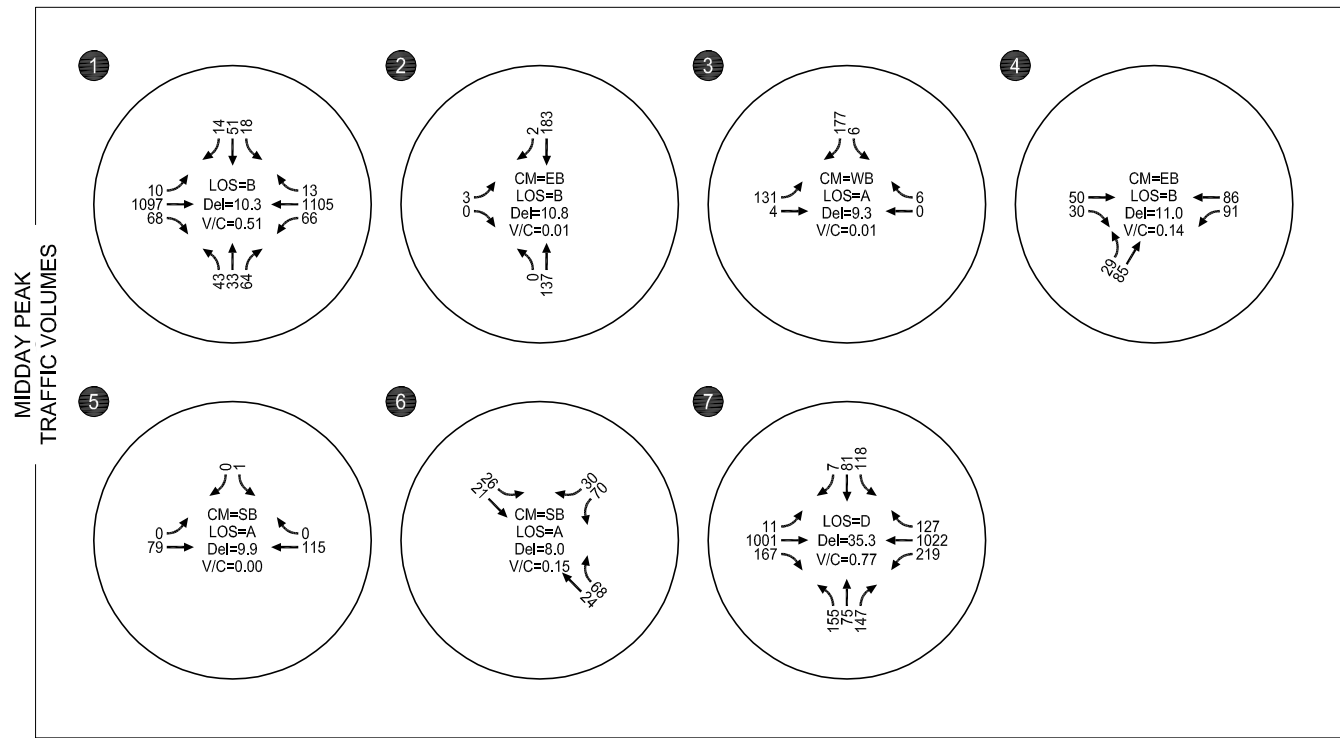 MIDDAY PEAK
TRAFFIC VOLUMES
1
14
51
18
10
1097
68
LOS=B
Del=10.3
V/C=0.51
13
1105
66
43
33
64
2
2
183
3
0
CM=EB
LOS=B
Del=10.8
V/C=0.01
0
137
3
177
6
131
4
CM=WB
LOS=A
Del=9.3
V/C=0.01
6
0
4
50
30
CM=EB
LOS=B
Del=11.0
V/C=0.14
86
91
29
85
5
0
1
0
79
CM=SB
LOS=A
Del=9.9
V/C=0.00
0
115
6
26
21
30
70
CM=SB
LOS=A
Del=8.0
V/C=0.15
68
24
7
7
81
118
11
1001
167
LOS=D
Del=35.3
V/C=0.77
127
1022
219
155
75
147